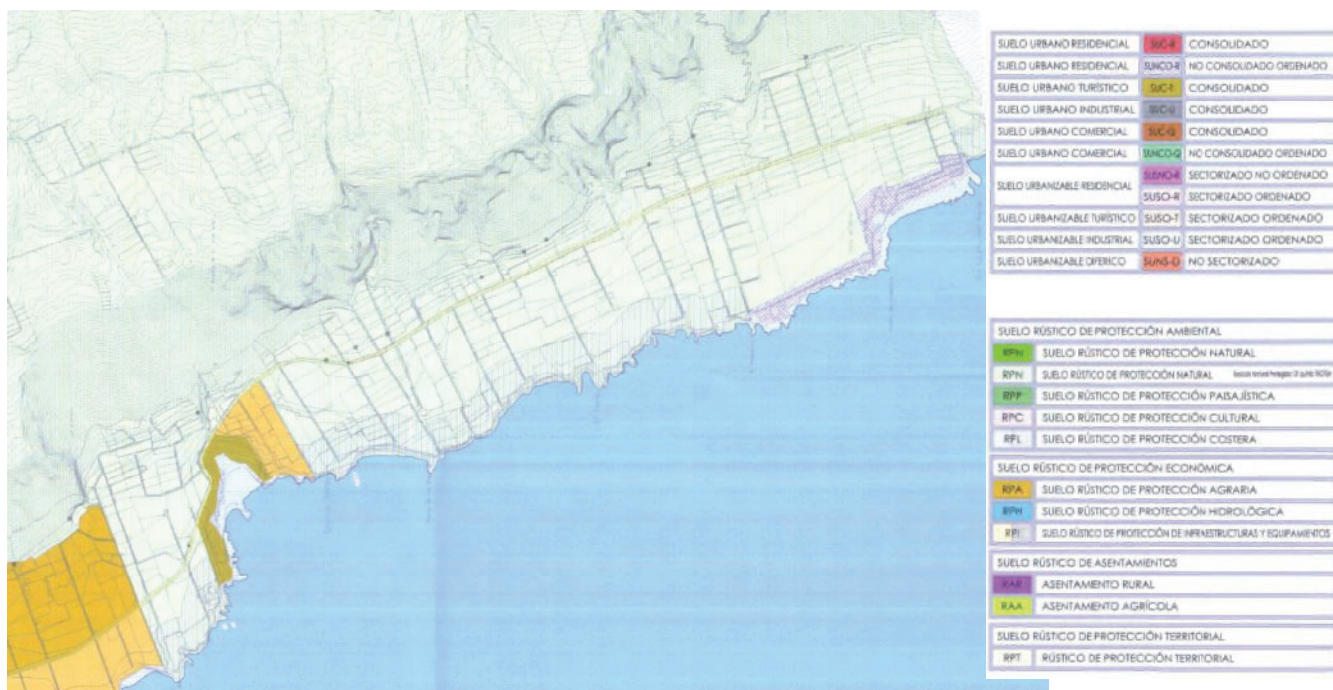 SUELO URBANO RESIDENCIAL SUC-R CONSOLIDADO
SUELO URBANO RESIDENCIAL SUNCO-R NO CONSOLIDADO ORDENADO
SUELO URBANO TURÍSTICO SUC-T CONSOLIDADO
SUELO URBANO INDUSTRIAL SUC-U CONSOLIDADO
SUELO URBANO COMERCIAL SUC-Q CONSOLIDADO
SUELO URBANO COMERCIAL SUNCO-Q NO CONSOLIDADO ORDENADO
SUELO URBANIZABLE RESIDENCIAL SECTORIZADO NO ORDENADO
SUSO-R SECTORIZADO ORDENADO
SUELO URBANIZABLE TURÍSTICO SUSO-T SECTORIZADO ORDENADO
SUELO URBANIZABLE INDUSTRIAL SUSO-U SECTORIZADO ORDENADO
SUELO URBANIZABLE DIFERICO SUNS-D NO SECTORIZADO
SUELO RÚSTICO DE PROTECCIÓN AMBIENTAL
RPN SUELO RÚSTICO DE PROTECCIÓN NATURAL
RPN SUELO RÚSTICO DE PROTECCIÓN NATURAL
RPP SUELO RÚSTICO DE PROTECCIÓN PAISAJÍSTICA
RPC SUELO RÚSTICO DE PROTECCIÓN CULTURAL
RPL SUELO RÚSTICO DE PROTECCIÓN COSTERA
SUELO RÚSTICO DE PROTECCIÓN ECONÓMICA
RPA SUELO RÚSTICO DE PROTECCIÓN AGRARIA
RPH SUELO RÚSTICO DE PROTECCIÓN HIDROLÓGICA
RPI SUELO RÚSTICO DE PROTECCIÓN DE INFRAESTRUCTURAS Y EQUIPAMIENTOS
SUELO RÚSTICO DE ASENTAMIENTOS
RAR ASENTAMIENTO RURAL
RAA ASENTAMIENTO AGRÍCOLA
SUELO RÚSTICO DE PROTECCIÓN TERRITORIAL
RPT RÚSTICO DE PROTECCIÓN TERRITORIAL